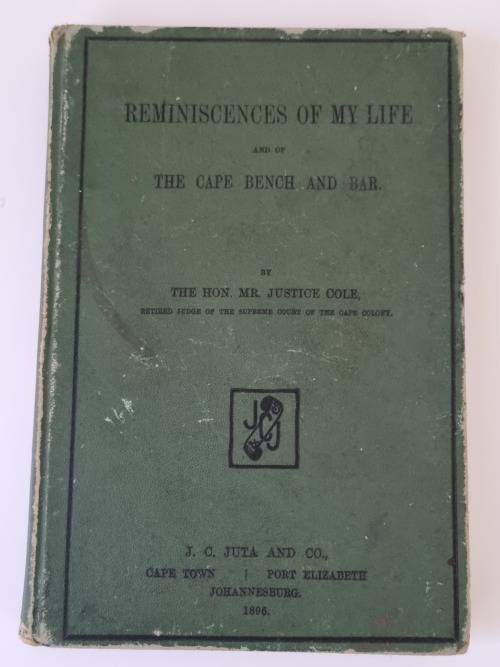 REMINISCENCES OF MY LIFE
AND OF
THE CAPE BENCH AND BAR.
BY
THE HON. MR. JUSTICE COLE,
RETIRED JUDGE OF THE SUPREME COURT OF THE CAPE COLONY.
JCJ
J. C. JUTA AND CO.,
CAPE TOWN | PORT ELIZABETH
JOHANNESBURG.
1896.